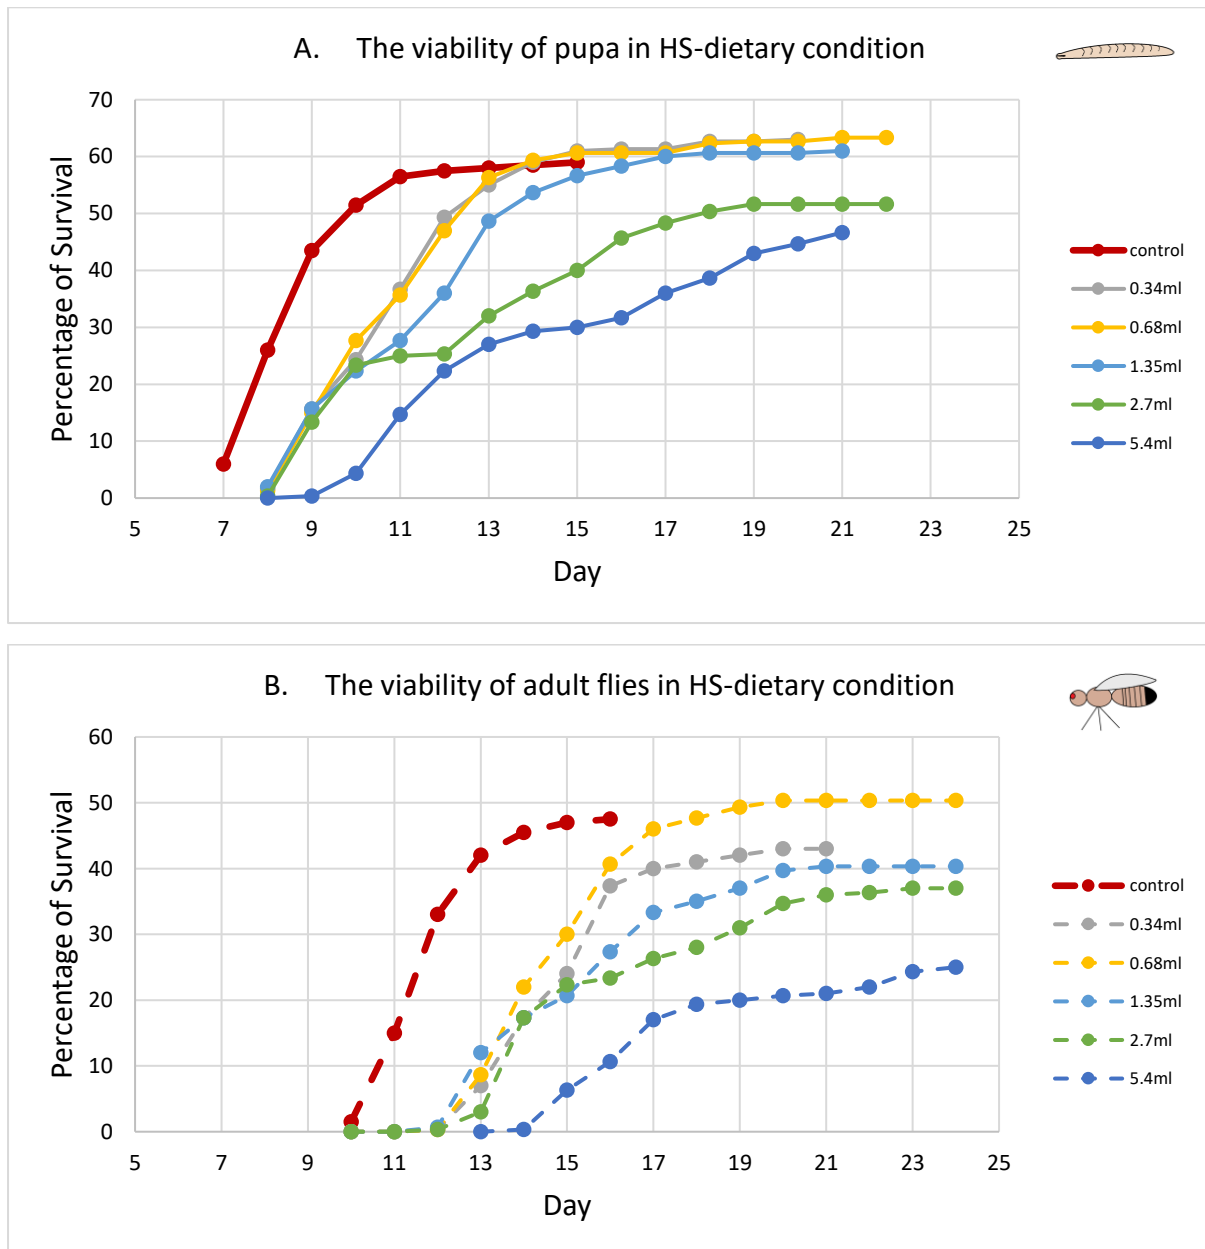 A. The viability of pupa in HS-dietary condition
70
60
50
40
30
20
10
0
Percentage of Survival
5 7 9 11 13 15 17 19 21 23 25
Day
control
0.34ml
0.68ml
1.35ml
2.7ml
5.4ml
B. The viability of adult flies in HS-dietary condition
60
50
40
30
20
10
0
Percentage of Survival
5 7 9 11 13 15 17 19 21 23 25
Day
control
0.34ml
0.68ml
1.35ml
2.7ml
5.4ml